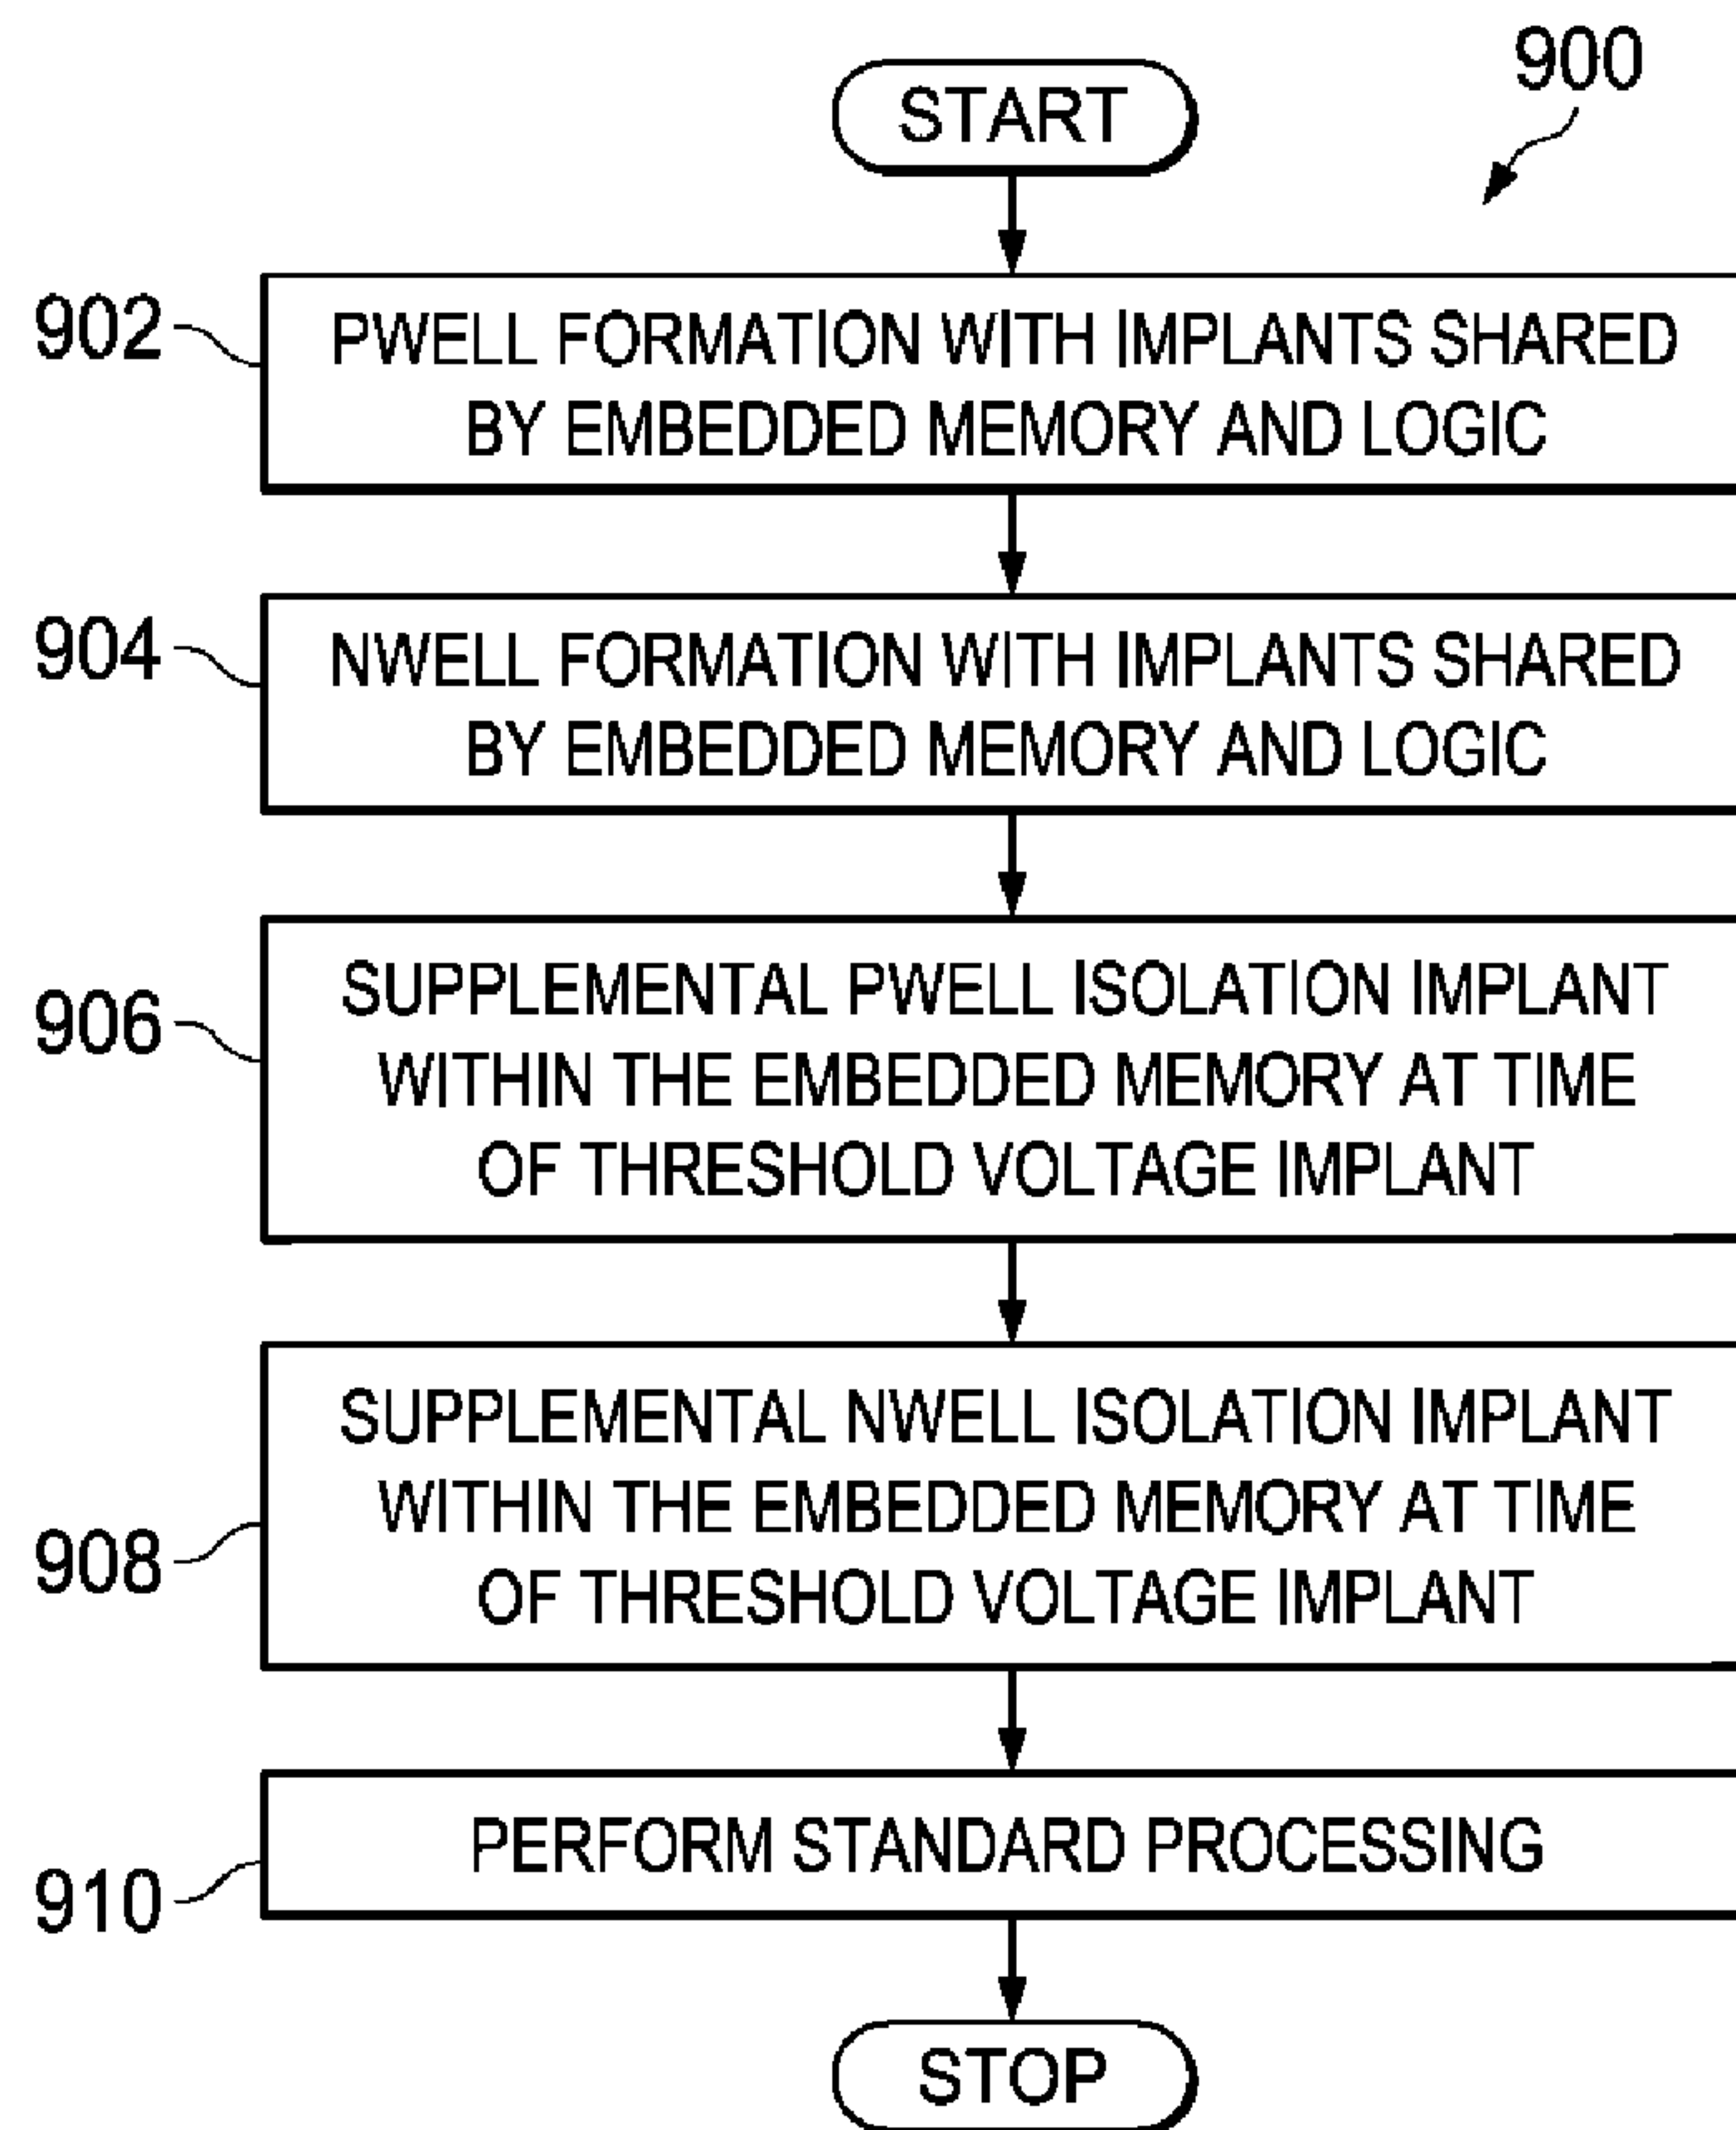 900
START
902
PWELL FORMATION WITH IMPLANTS SHARED
BY EMBEDDED MEMORY AND LOGIC
904
NWELL FORMATION WITH IMPLANTS SHARED
BY EMBEDDED MEMORY AND LOGIC
906
SUPPLEMENTAL PWELL ISOLATION IMPLANT
WITHIN THE EMBEDDED MEMORY AT TIME
OF THRESHOLD VOLTAGE IMPLANT
908
SUPPLEMENTAL NWELL ISOLATION IMPLANT
WITHIN THE EMBEDDED MEMORY AT TIME
OF THRESHOLD VOLTAGE IMPLANT
910
PERFORM STANDARD PROCESSING
STOP